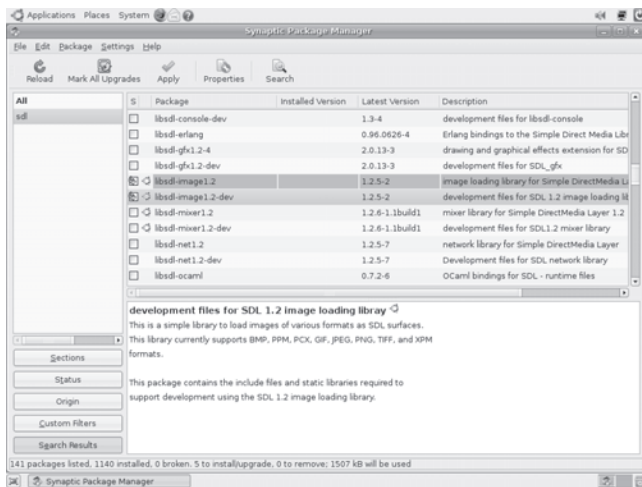 Applications Places System
Synaptic Package Manager
File Edit Package Settings Help
Reload Mark All Upgrades Apply Properties Search
All
sdl
S Package Installed Version Latest Version Description
libsdl-console-dev 1.3-4 development files for libsdl-console
libsdl-erlang 0.96.0626-4 Erlang bindings to the Simple Direct Media Libr
libsdl-gfx1.2-4 2.0.13-3 drawing and graphical effects extension for SD
libsdl-gfx1.2-dev 2.0.13-3 development files for SDL_gfx
libsdl-image1.2 1.2.5-2 image loading library for Simple DirectMedia La
libsdl-image1.2-dev 1.2.5-2 development files for SDL 1.2 image loading lib
libsdl-mixer1.2 1.2.6-1.1build1 mixer library for Simple DirectMedia Layer 1.2
libsdl-mixer1.2-dev 1.2.6-1.1build1 development files for SDL1.2 mixer library
libsdl-net1.2 1.2.5-7 network library for Simple DirectMedia Layer
libsdl-net1.2-dev 1.2.5-7 Development files for SDL network library
libsdl-ocaml 0.7.2-6 OCaml bindings for SDL - runtime files
development files for SDL 1.2 image loading libray
This is a simple library to load images of various formats as SDL surfaces.
This library currently supports BMP, PPM, PCX, GIF, JPEG, PNG, TIFF, and XPM
formats.
This package contains the include files and static libraries required to
support development using the SDL 1.2 image loading library.
Sections
Status
Origin
Custom Filters
Search Results
141 packages listed, 1140 installed, 0 broken. 5 to install/upgrade, 0 to remove; 1507 kB will be used
Synaptic Package Manager